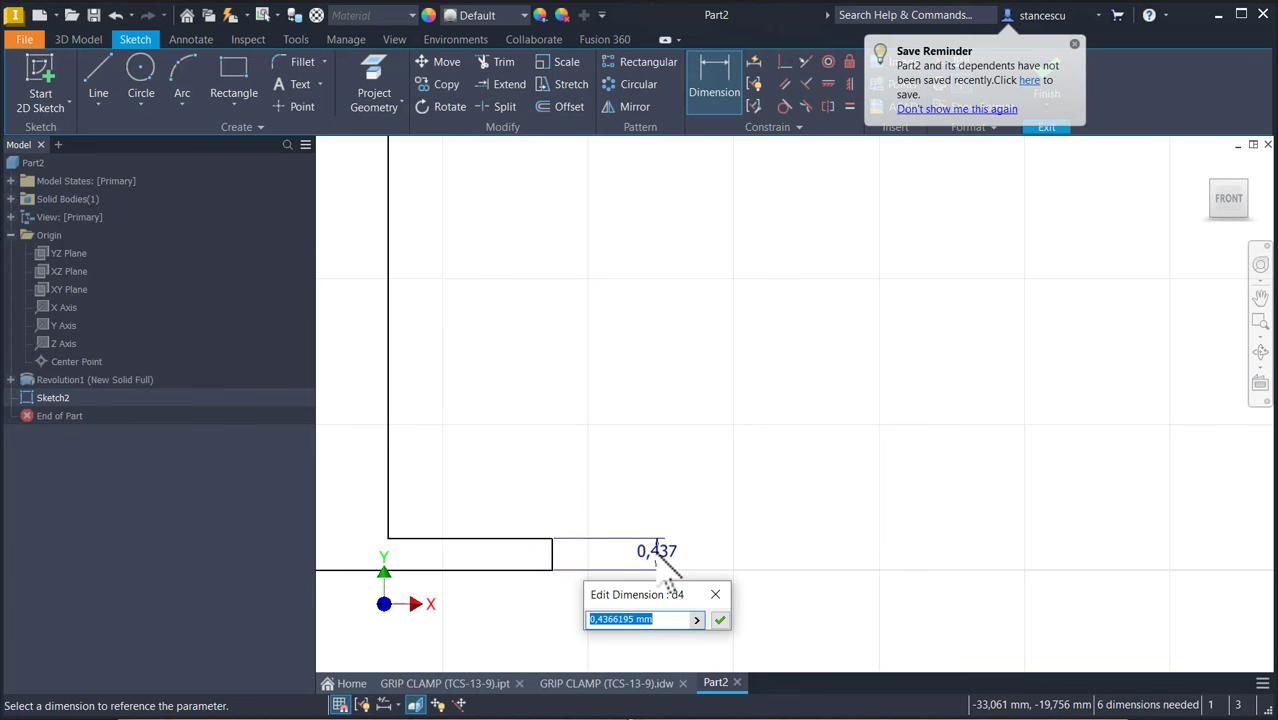 Material
Default
Part2
Search Help & Commands...
stancescu
File
3D Model
Sketch
Annotate
Inspect
Tools
Manage
View
Environments
Collaborate
Fusion 360
Save Reminder
Part2 and its dependents have not
been saved recently.Click here to
save.
Don't show me this again
Start
2D Sketch
Line
Circle
Arc
Rectangle
Fillet
Text
Point
Project
Geometry
Move
Copy
Rotate
Trim
Extend
Split
Scale
Stretch
Offset
Rectangular
Circular
Mirror
Dimension
Finish
Sketch
Create
Modify
Pattern
Constrain
Insert
Format
Exit
Model
Part2
Model States: [Primary]
Solid Bodies(1)
View: [Primary]
Origin
YZ Plane
XZ Plane
XY Plane
X Axis
Y Axis
Z Axis
Center Point
Revolution1 (New Solid Full)
Sketch2
End of Part
FRONT
0,437
Y
X
Edit Dimension : d4
0,4366195 mm
Home
GRIP CLAMP (TCS-13-9).ipt
GRIP CLAMP (TCS-13-9).idw
Part2
Select a dimension to reference the parameter.
-33,061 mm, -19,756 mm
6 dimensions needed
1
3